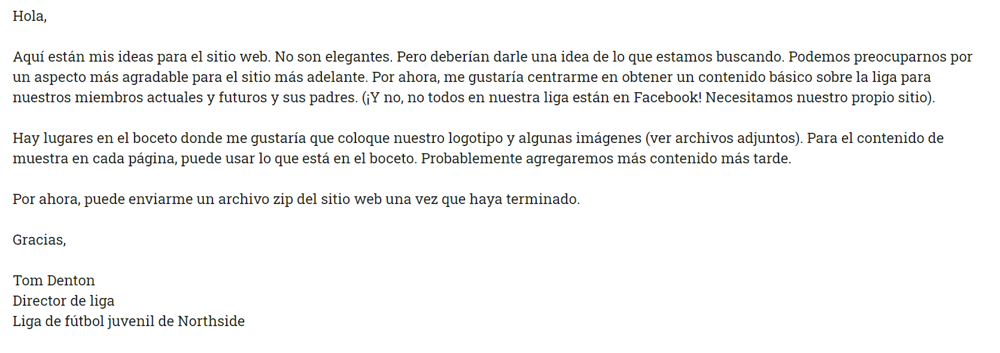 Hola,
Aquí están mis ideas para el sitio web. No son elegantes. Pero deberían darle una idea de lo que estamos buscando. Podemos preocuparnos por
un aspecto más agradable para el sitio más adelante. Por ahora, me gustaría centrarme en obtener un contenido básico sobre la liga para
nuestros miembros actuales y futuros y sus padres. (¡Y no, no todos en nuestra liga están en Facebook! Necesitamos nuestro propio sitio).
Hay lugares en el boceto donde me gustaría que coloque nuestro logotipo y algunas imágenes (ver archivos adjuntos). Para el contenido de
muestra en cada página, puede usar lo que está en el boceto. Probablemente agregaremos más contenido más tarde.
Por ahora, puede enviarme un archivo zip del sitio web una vez que haya terminado.
Gracias,
Tom Denton
Director de liga
Liga de fútbol juvenil de Northside